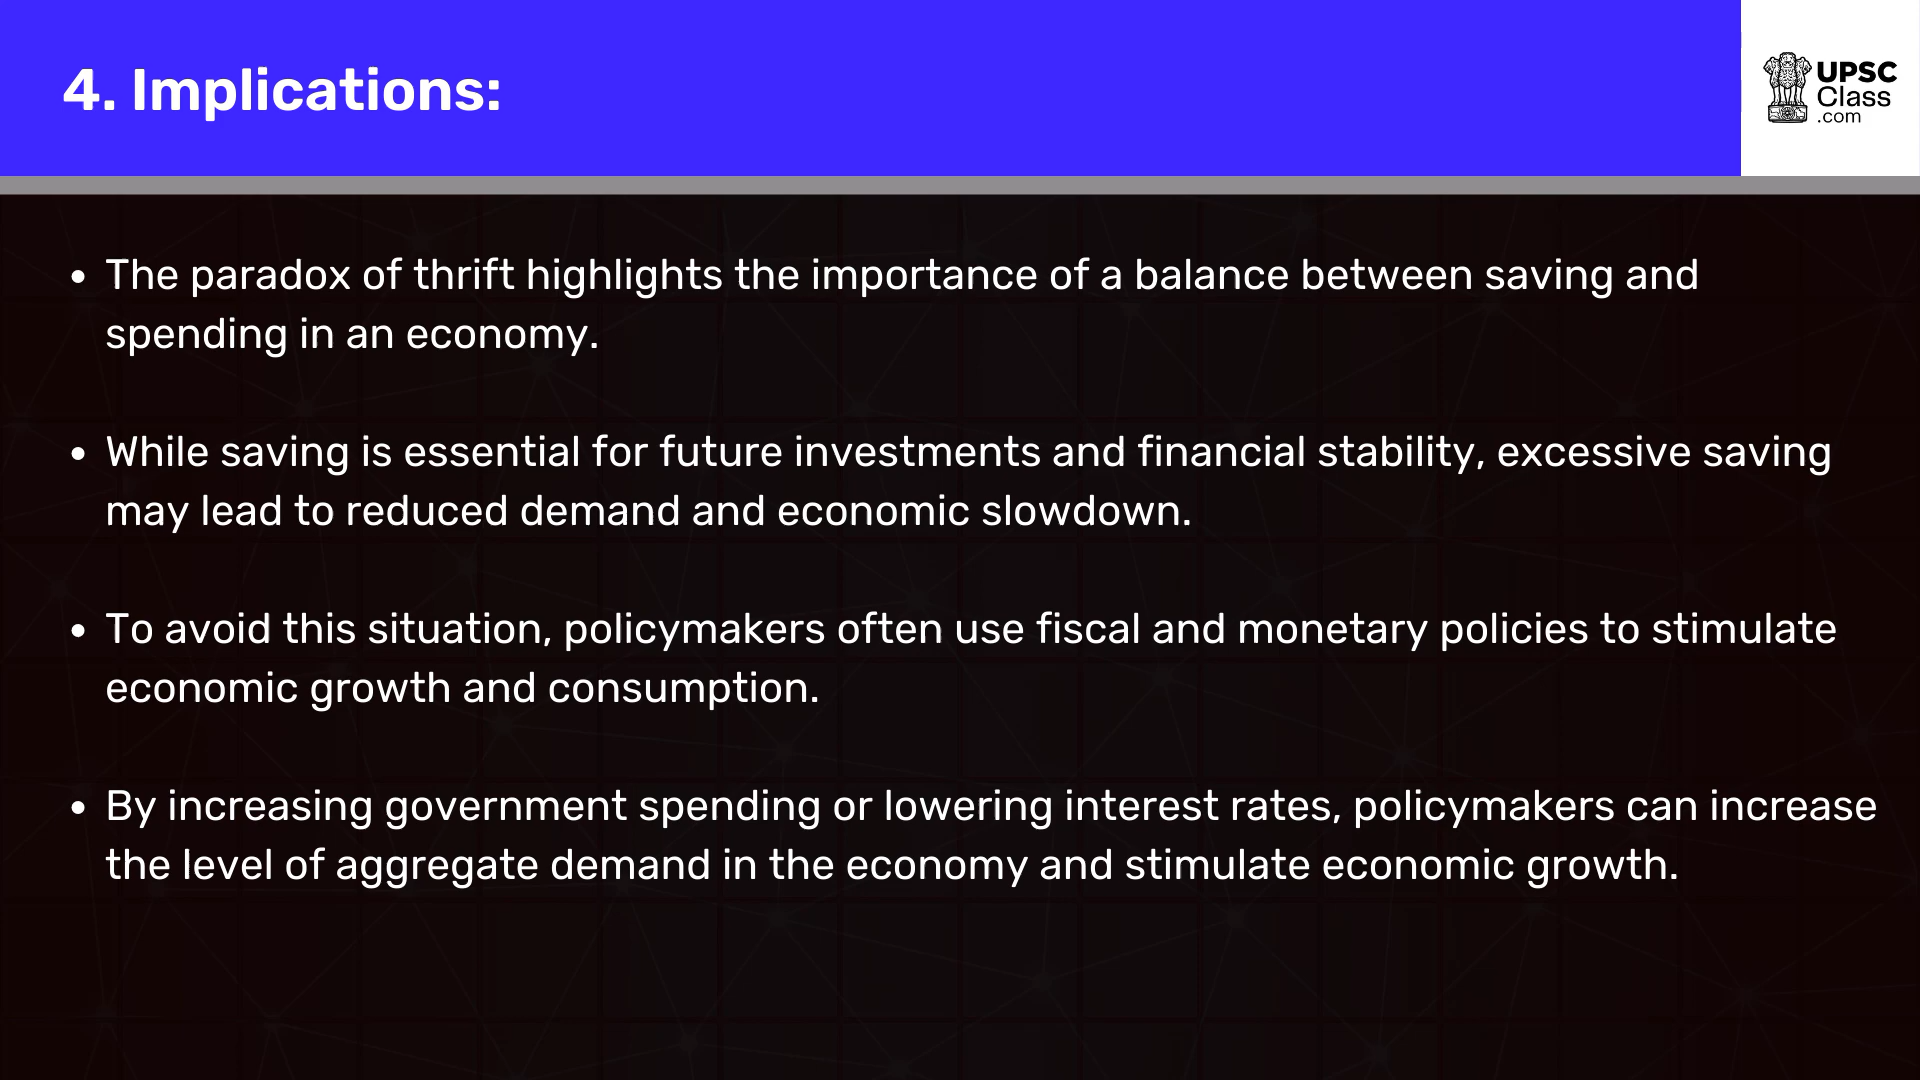 4. Implications:
UPSC
Class
.com
• The paradox of thrift highlights the importance of a balance between saving and
spending in an economy.
• While saving is essential for future investments and financial stability, excessive saving
may lead to reduced demand and economic slowdown.
• To avoid this situation, policymakers often use fiscal and monetary policies to stimulate
economic growth and consumption.
• By increasing government spending or lowering interest rates, policymakers can increase
the level of aggregate demand in the economy and stimulate economic growth.